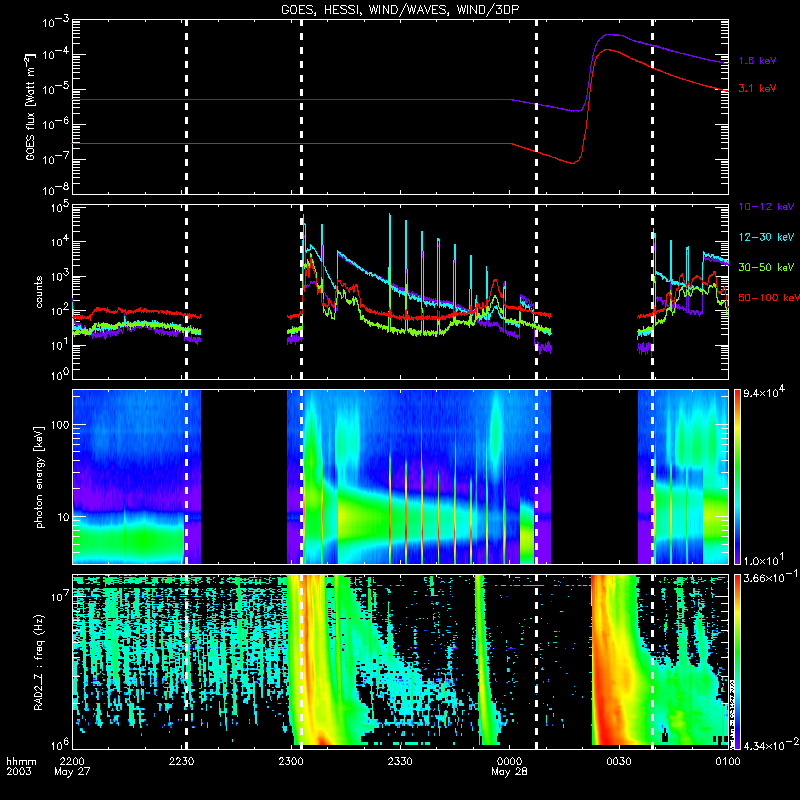 GOES, HESSI, WIND/WAVES, WIND/3DP
GOES flux [Watt m⁻²]
10⁻³
10⁻⁴
10⁻⁵
10⁻⁶
10⁻⁷
10⁻⁸
1.6 keV
3.1 keV
counts
10⁵
10⁴
10³
10²
10¹
10⁰
10-12 keV
12-30 keV
30-50 keV
50-100 keV
photon energy [keV]
100
10
9.4×10⁴
1.0×10¹
RAD2_Z : freq (Hz)
10⁷
10⁶
3.66×10⁻¹
4.34×10⁻²
hhmm
2003
2200
May 27
2230
2300
2330
0000
May 28
0030
0100